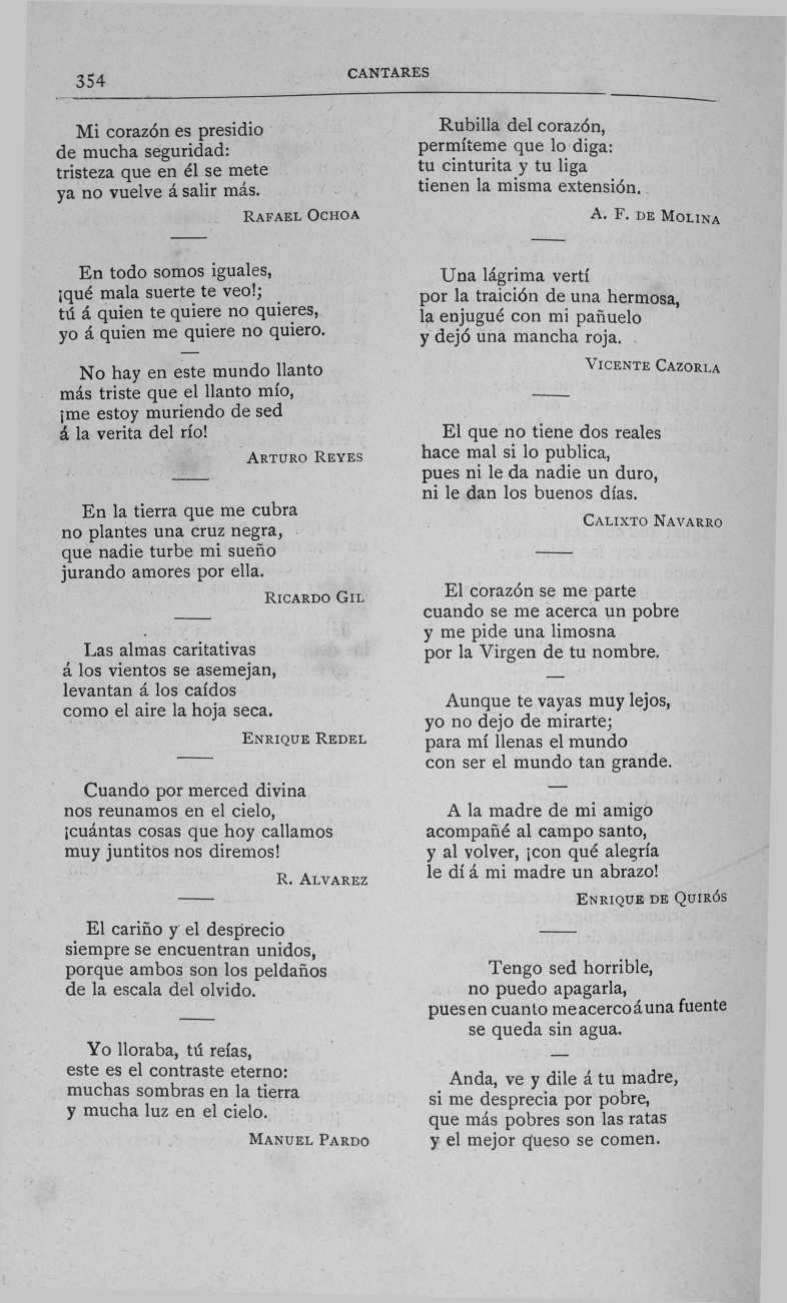 354
CANTARES
Mi corazón es presidio
de mucha seguridad:
tristeza que en él se mete
ya no vuelve á salir más.
RAFAEL OCHOA
En todo somos iguales,
¡qué mala suerte te veo!;
tú á quien te quiere no quieres,
yo á quien me quiere no quiero.
No hay en este mundo llanto
más triste que el llanto mío,
¡me estoy muriendo de sed
á la verita del río!
ARTURO REYES
En la tierra que me cubra
no plantes una cruz negra,
que nadie turbe mi sueño
jurando amores por ella.
RICARDO GIL
Las almas caritativas
á los vientos se asemejan,
levantan á los caídos
como el aire la hoja seca.
ENRIQUE REDEL
Cuando por merced divina
nos reunamos en el cielo,
¡cuántas cosas que hoy callamos
muy juntitos nos diremos!
R. ALVAREZ
El cariño y el desprecio
siempre se encuentran unidos,
porque ambos son los peldaños
de la escala del olvido.
Yo lloraba, tú reías,
este es el contraste eterno:
muchas sombras en la tierra
y mucha luz en el cielo.
MANUEL PARDO
Rubilla del corazón,
permíteme que lo diga:
tu cinturita y tu liga
tienen la misma extensión.
A. F. DE MOLINA
Una lágrima vertí
por la traición de una hermosa,
la enjugué con mi pañuelo
y dejó una mancha roja.
VICENTE CAZORLA
El que no tiene dos reales
hace mal si lo publica,
pues ni le da nadie un duro,
ni le dan los buenos días.
CALIXTO NAVARRO
El corazón se me parte
cuando se me acerca un pobre
y me pide una limosna
por la Virgen de tu nombre.
Aunque te vayas muy lejos,
yo no dejo de mirarte;
para mí llenas el mundo
con ser el mundo tan grande.
A la madre de mi amigo
acompañé al campo santo,
y al volver, ¡con qué alegría
le dí á mi madre un abrazo!
ENRIQUE DE QUIRÓS
Tengo sed horrible,
no puedo apagarla,
pues en cuanto me acerco á una fuente
se queda sin agua.
Anda, ve y dile á tu madre,
si me desprecia por pobre,
que más pobres son las ratas
y el mejor queso se comen.